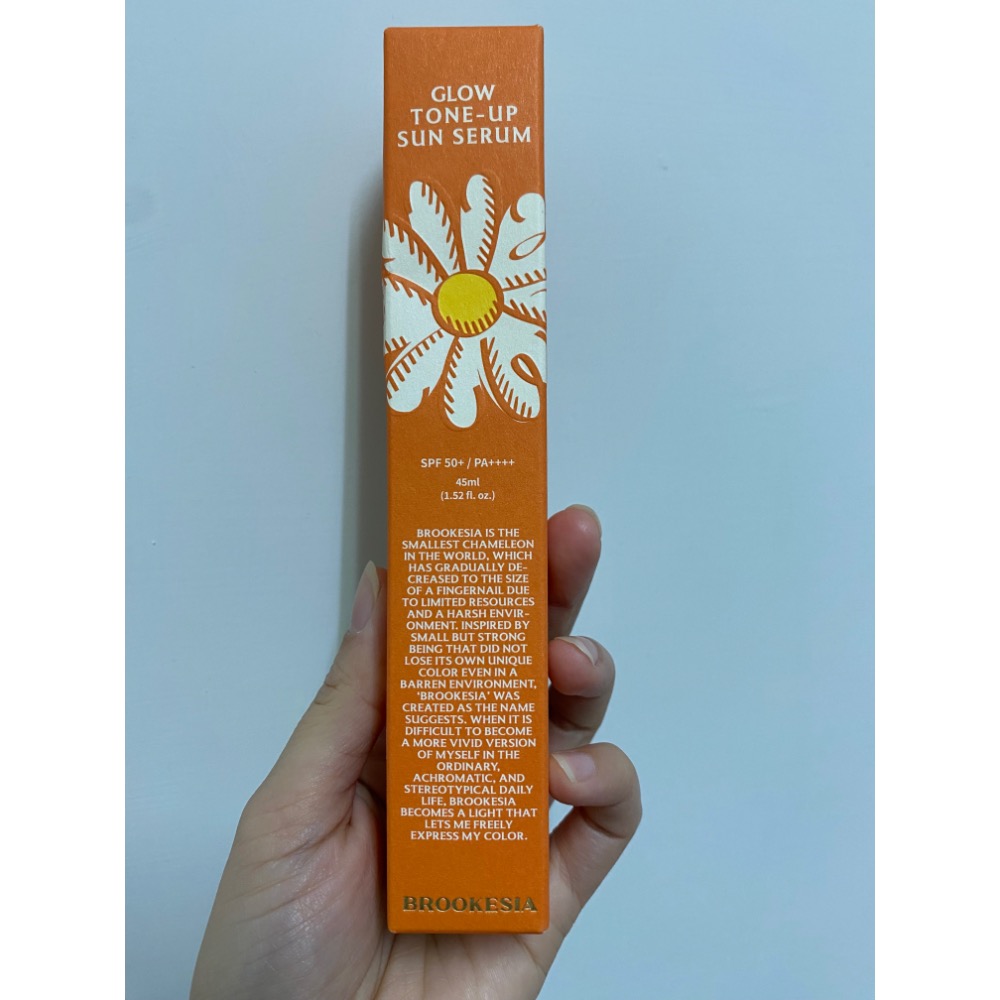 GLOW
TONE-UP
SUN SERUM
SPF 50+ / PA++++
45ml
(1.52 fl. oz.)
BROOKESIA IS THE
SMALLEST CHAMELEON
IN THE WORLD, WHICH
HAS GRADUALLY DE-
CREASED TO THE SIZE
OF A FINGERNAIL DUE
TO LIMITED RESOURCES
AND A HARSH ENVIR-
ONMENT. INSPIRED BY
SMALL BUT STRONG
BEING THAT DID NOT
LOSE ITS OWN UNIQUE
COLOR EVEN IN A
BARREN ENVIRONMENT,
'BROOKESIA' WAS
CREATED AS THE NAME
SUGGESTS. WHEN IT IS
DIFFICULT TO BECOME
A MORE VIVID VERSION
OF MYSELF IN THE
ORDINARY,
ACHROMATIC, AND
STEREOTYPICAL DAILY
LIFE, BROOKESIA
BECOMES A LIGHT THAT
LETS ME FREELY
EXPRESS MY COLOR.
BROOKESIA